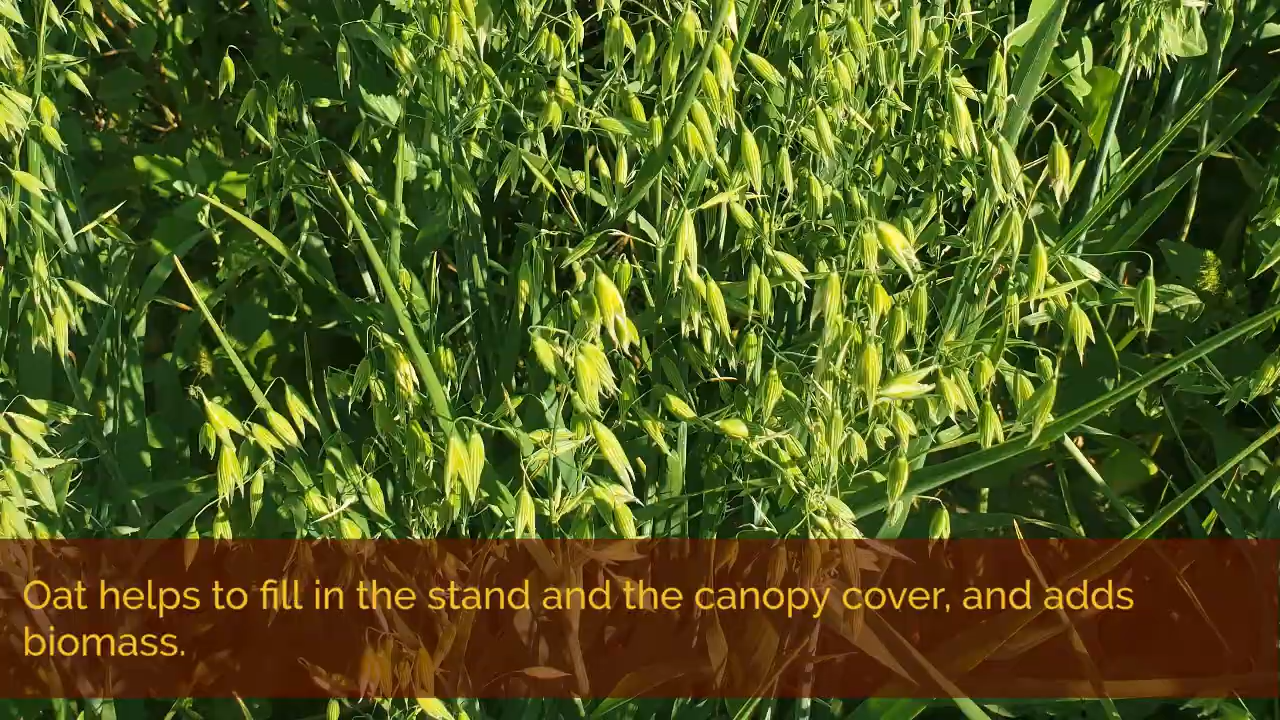 Oat helps to fill in the stand and the canopy cover, and adds
biomass.